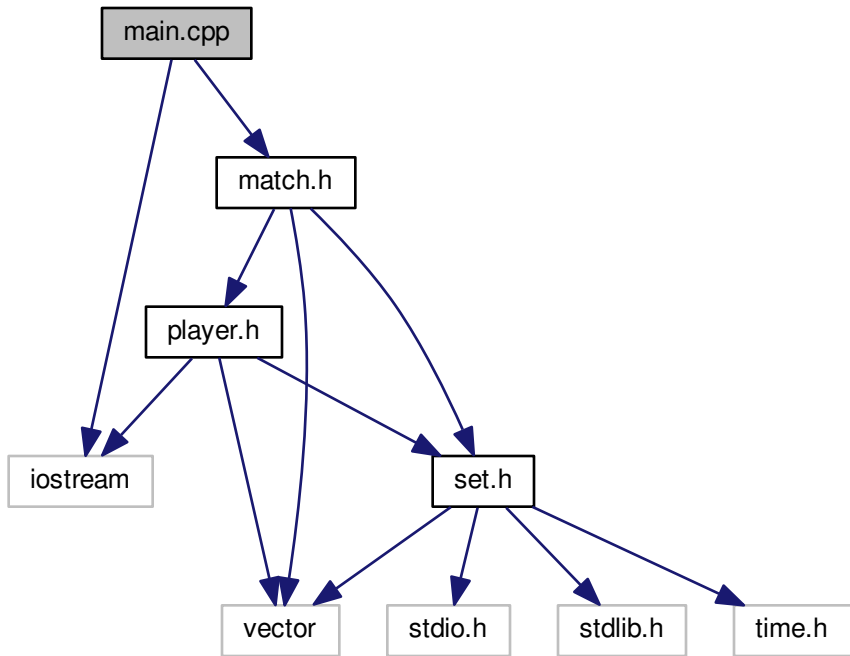 main.cpp
match.h
player.h
iostream
set.h
vector
stdio.h
stdlib.h
time.h